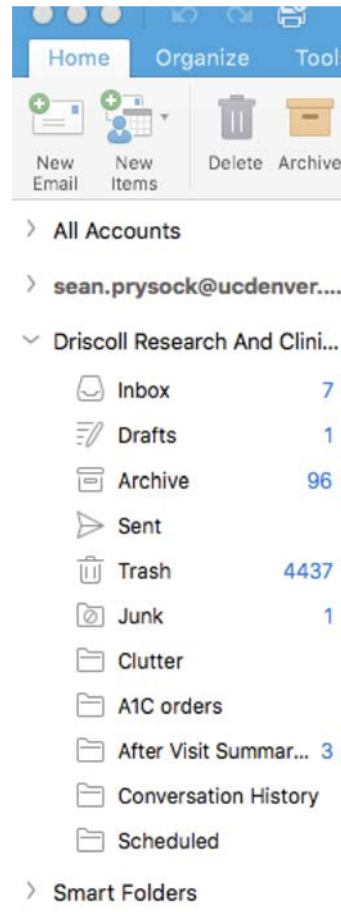 Home Organize Tools
New Email
New Items
Delete
Archive
All Accounts
sean.prysock@ucdenver....
Driscoll Research And Clini...
Inbox 7
Drafts 1
Archive 96
Sent
Trash 4437
Junk 1
Clutter
A1C orders
After Visit Summar... 3
Conversation History
Scheduled
Smart Folders